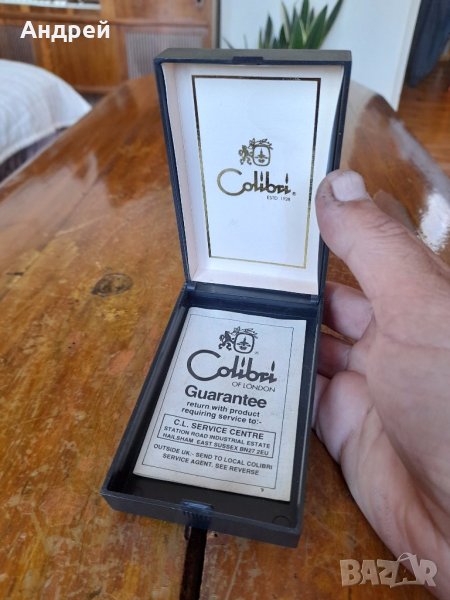 Андрей
Colibri®
ESTD. 1928
Colibri®
OF LONDON
Guarantee
return with product
requiring service to:-
C.L. SERVICE CENTRE
STATION ROAD INDUSTRIAL ESTATE
HAILSHAM EAST SUSSEX BN27 2EU
OUTSIDE UK:- SEND TO LOCAL COLIBRI
SERVICE AGENT. SEE REVERSE
BAZAR